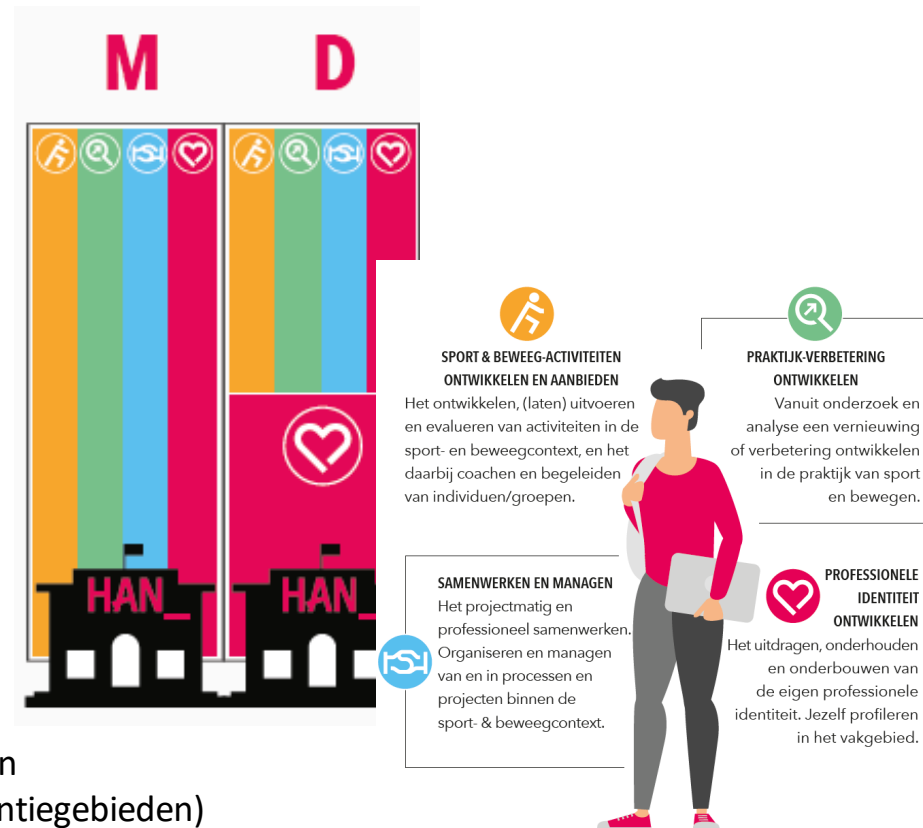 M D
HAN_
HAN
SPORT & BEWEEG-ACTIVITEITEN
ONTWIKKELEN EN AANBIEDEN
Het ontwikkelen, (laten) uitvoeren
en evalueren van activiteiten in de
sport- en beweegcontext, en het
daarbij coachen en begeleiden
van individuen/groepen.
PRAKTIJK-VERBETERING
ONTWIKKELEN
Vanuit onderzoek en
analyse een vernieuwing
of verbetering ontwikkelen
in de praktijk van sport
en bewegen.
SAMENWERKEN EN MANAGEN
Het projectmatig en
professioneel samenwerken.
Organiseren en managen
van en in processen en
projecten binnen de
sport- & beweegcontext.
PROFESSIONELE
IDENTITEIT
ONTWIKKELEN
Het uitdragen, onderhouden
en onderbouwen van
de eigen professionele
identiteit. Jezelf profileren
in het vakgebied.
n
ntiegebieden)